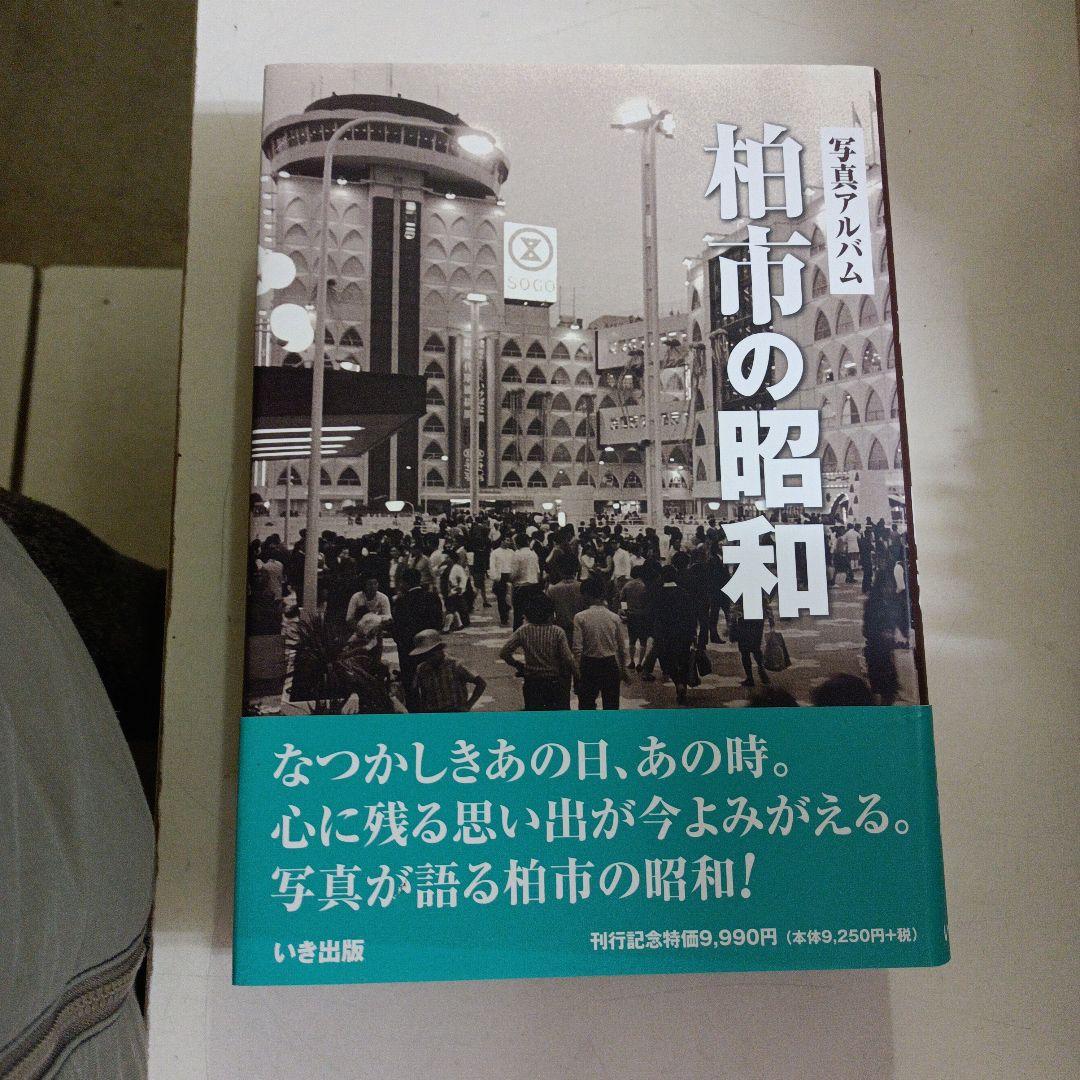 写真アルバム
柏市の昭和
SOGO
なつかしきあの日、あの時。
心に残る思い出が今よみがえる。
写真が語る柏市の昭和!
いき出版
刊行記念特価9,990円(本体9,250円+税)